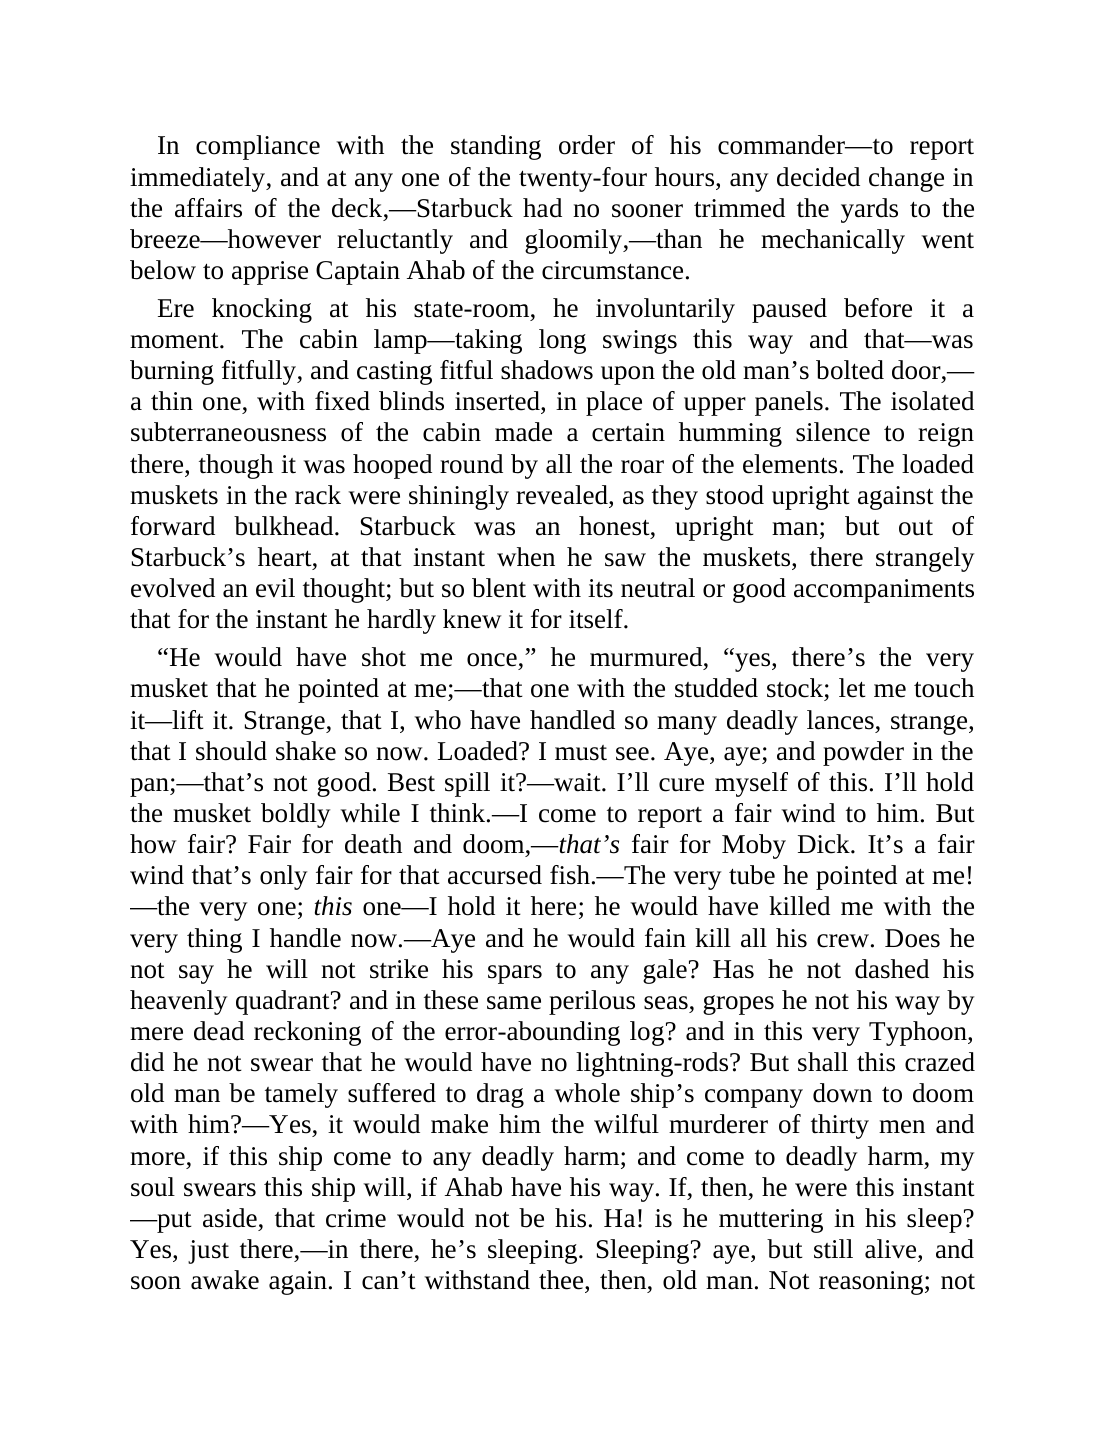 In compliance with the standing order of his commander—to report
immediately, and at any one of the twenty-four hours, any decided change in
the affairs of the deck,—Starbuck had no sooner trimmed the yards to the
breeze—however reluctantly and gloomily,—than he mechanically went
below to apprise Captain Ahab of the circumstance.
Ere knocking at his state-room, he involuntarily paused before it a
moment. The cabin lamp—taking long swings this way and that—was
burning fitfully, and casting fitful shadows upon the old man’s bolted door,—
a thin one, with fixed blinds inserted, in place of upper panels. The isolated
subterraneousness of the cabin made a certain humming silence to reign
there, though it was hooped round by all the roar of the elements. The loaded
muskets in the rack were shiningly revealed, as they stood upright against the
forward bulkhead. Starbuck was an honest, upright man; but out of
Starbuck’s heart, at that instant when he saw the muskets, there strangely
evolved an evil thought; but so blent with its neutral or good accompaniments
that for the instant he hardly knew it for itself.
“He would have shot me once,” he murmured, “yes, there’s the very
musket that he pointed at me;—that one with the studded stock; let me touch
it—lift it. Strange, that I, who have handled so many deadly lances, strange,
that I should shake so now. Loaded? I must see. Aye, aye; and powder in the
pan;—that’s not good. Best spill it?—wait. I’ll cure myself of this. I’ll hold
the musket boldly while I think.—I come to report a fair wind to him. But
how fair? Fair for death and doom,—that’s fair for Moby Dick. It’s a fair
wind that’s only fair for that accursed fish.—The very tube he pointed at me!
—the very one; this one—I hold it here; he would have killed me with the
very thing I handle now.—Aye and he would fain kill all his crew. Does he
not say he will not strike his spars to any gale? Has he not dashed his
heavenly quadrant? and in these same perilous seas, gropes he not his way by
mere dead reckoning of the error-abounding log? and in this very Typhoon,
did he not swear that he would have no lightning-rods? But shall this crazed
old man be tamely suffered to drag a whole ship’s company down to doom
with him?—Yes, it would make him the wilful murderer of thirty men and
more, if this ship come to any deadly harm; and come to deadly harm, my
soul swears this ship will, if Ahab have his way. If, then, he were this instant
—put aside, that crime would not be his. Ha! is he muttering in his sleep?
Yes, just there,—in there, he’s sleeping. Sleeping? aye, but still alive, and
soon awake again. I can’t withstand thee, then, old man. Not reasoning; not